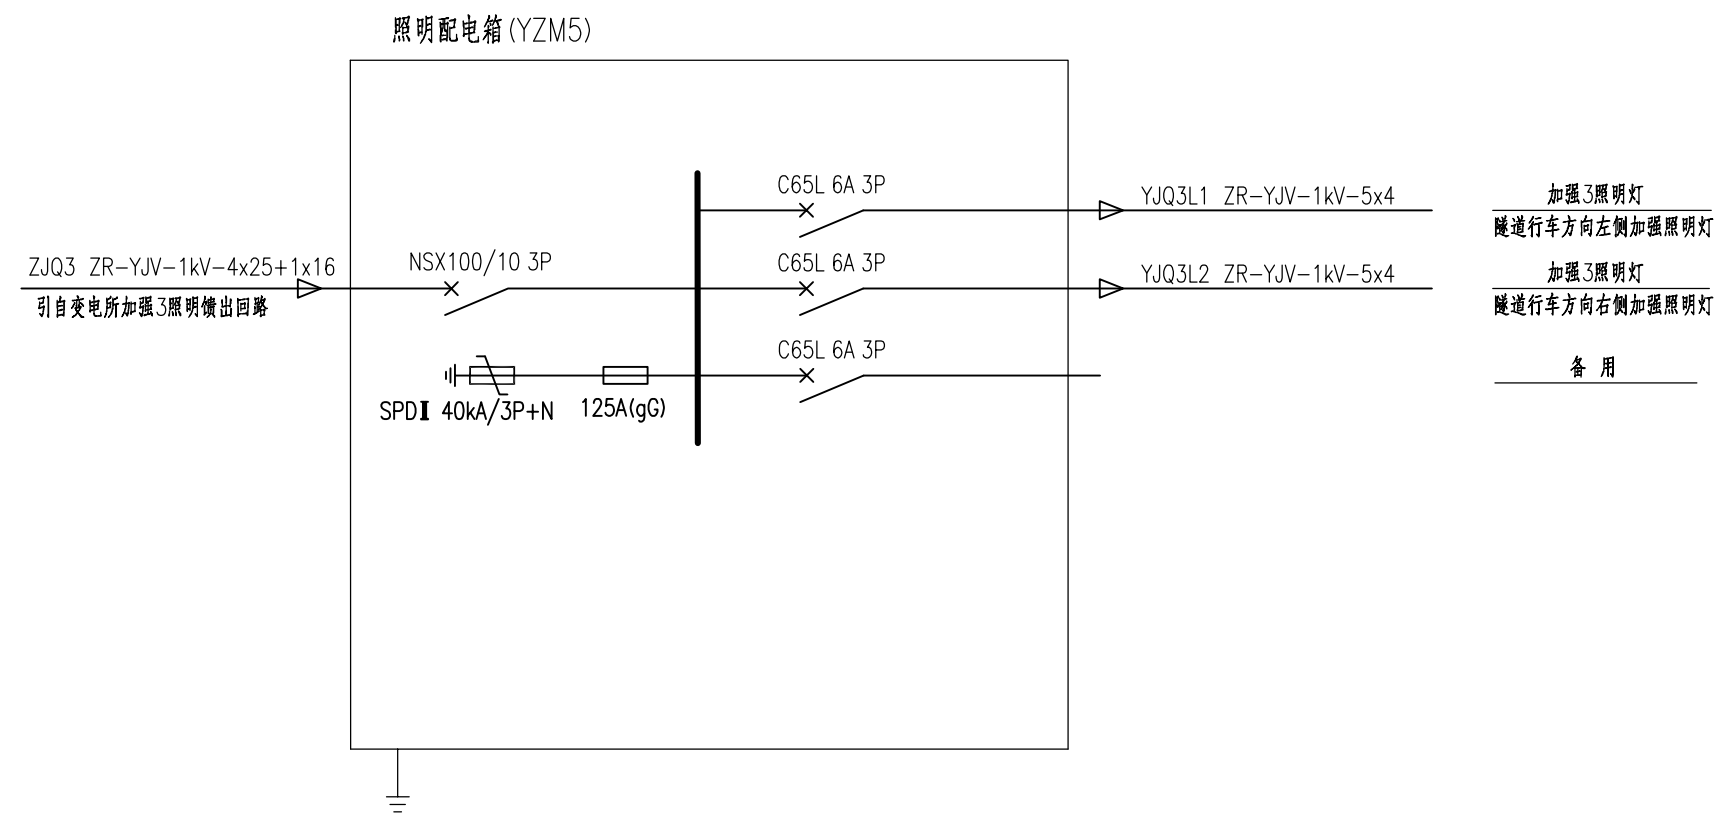 照明配电箱(YZM5)
C65L 6A 3P
YJQ3L1 ZR-YJV-1kV-5x4
加强3照明灯
隧道行车方向左侧加强照明灯
ZJQ3 ZR-YJV-1kV-4x25+1x16
引自变电所加强3照明馈出回路
NSX100/10 3P
C65L 6A 3P
YJQ3L2 ZR-YJV-1kV-5x4
加强3照明灯
隧道行车方向右侧加强照明灯
C65L 6A 3P
备 用
SPDⅡ 40kA/3P+N
125A(gG)